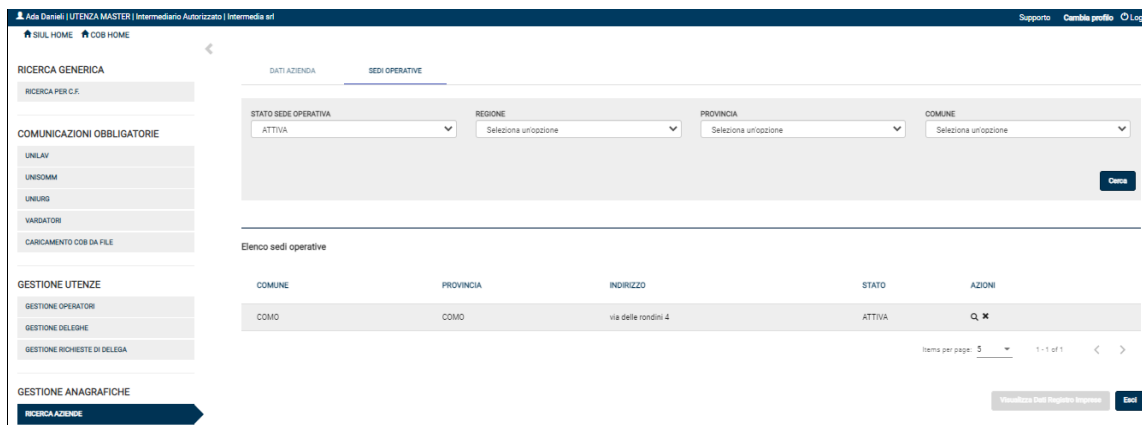 Ada Danieli | UTENZA MASTER | Intermediario Autorizzato | Intermedia srl
Supporto Cambia profilo Log
SIUL HOME COB HOME
RICERCA GENERICA
RICERCA PER C.F.
COMUNICAZIONI OBBLIGATORIE
UNILAV
UNISOMM
UNIURG
VARDATORI
CARICAMENTO COB DA FILE
GESTIONE UTENZE
GESTIONE OPERATORI
GESTIONE DELEGHE
GESTIONE RICHIESTE DI DELEGA
GESTIONE ANAGRAFICHE
RICERCA AZIENDE
DATI AZIENDA SEDI OPERATIVE
STATO SEDE OPERATIVA REGIONE PROVINCIA COMUNE
ATTIVA Seleziona un'opzione Seleziona un'opzione Seleziona un'opzione
Cerca
Elenco sedi operative
COMUNE PROVINCIA INDIRIZZO STATO AZIONI
COMO COMO via delle rondini 4 ATTIVA
Items per page: 5 1 - 1 of 1
Visualizza Dati Registro Imprese Esci